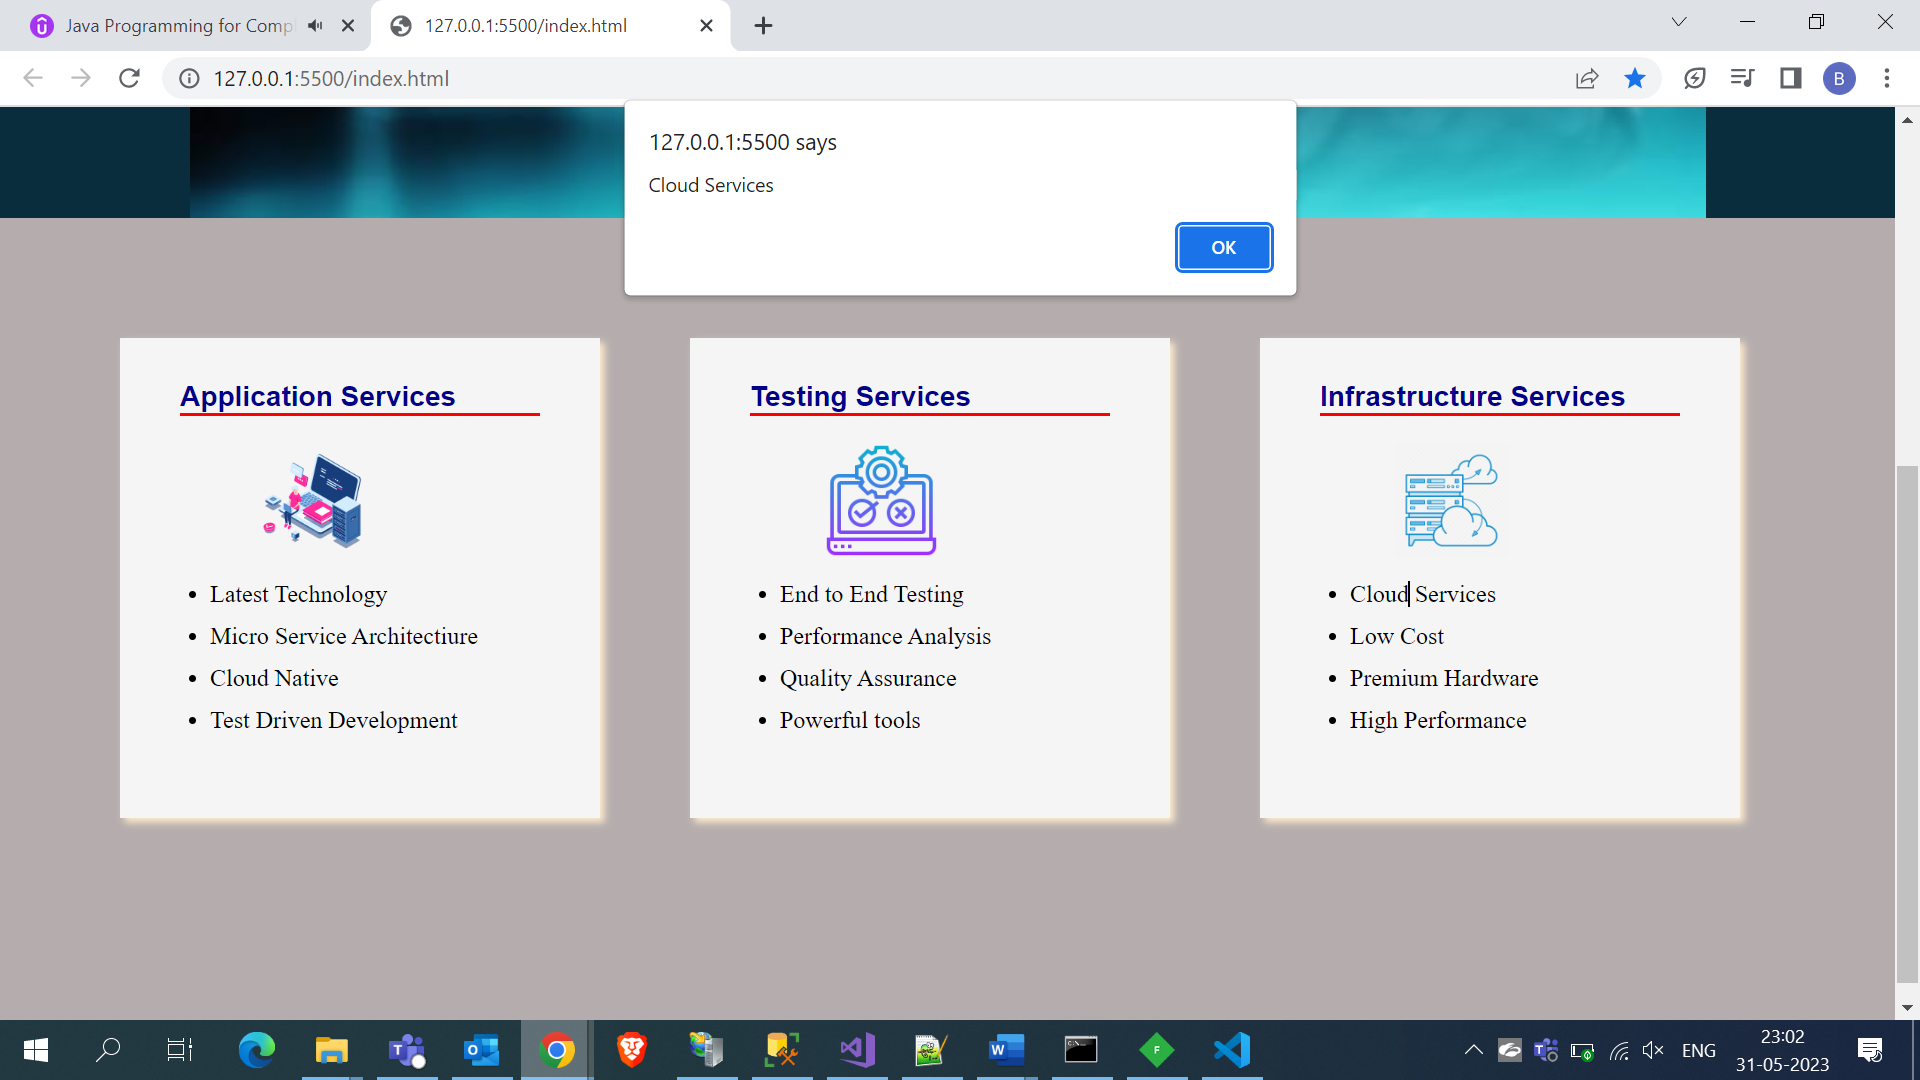 Java Programming for Compl
127.0.0.1:5500/index.html
127.0.0.1:5500/index.html
B
127.0.0.1:5500 says
Cloud Services
OK
Application Services
Latest Technology
Micro Service Architectiure
Cloud Native
Test Driven Development
Testing Services
End to End Testing
Performance Analysis
Quality Assurance
Powerful tools
Infrastructure Services
Cloud Services
Low Cost
Premium Hardware
High Performance
ENG
23:02
31-05-2023